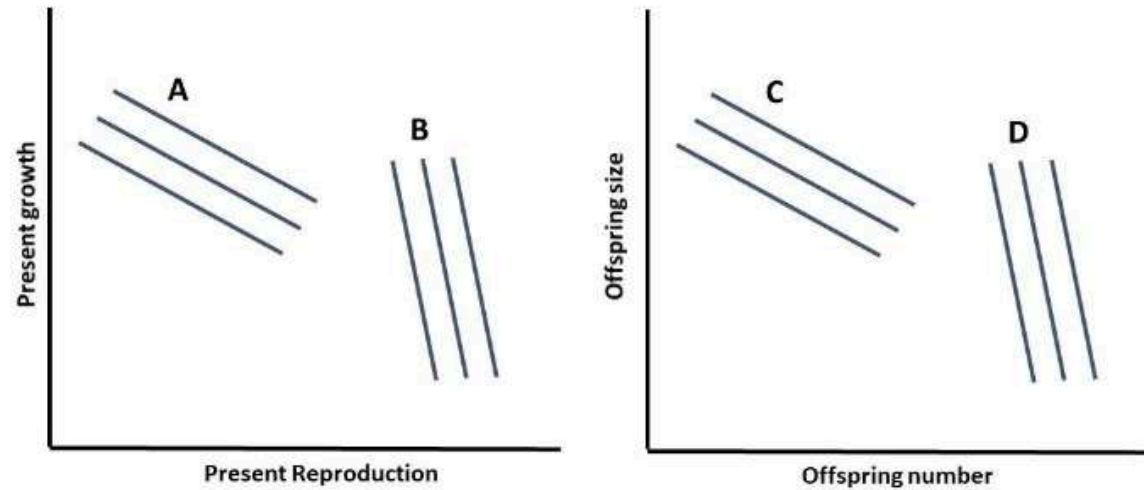 A
B
Present growth
Present Reproduction
C
D
Offspring size
Offspring number